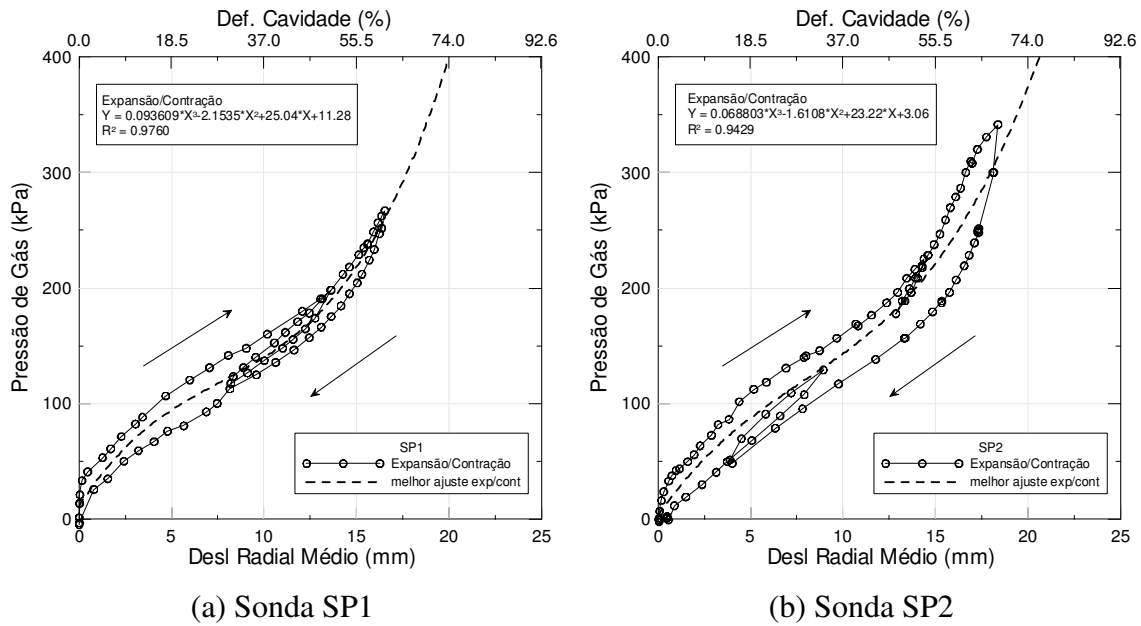 Def. Cavidade (%)
0.0 18.5 37.0 55.5 74.0 92.6
400
300
200
100
0
Pressão de Gás (kPa)
Expansão/Contração
Y = 0.093609*X³-2.1535*X²+25.04*X+11.28
R² = 0.9760
SP1
Expansão/Contração
melhor ajuste exp/cont
0 5 10 15 20 25
Desl Radial Médio (mm)
(a) Sonda SP1
Def. Cavidade (%)
0.0 18.5 37.0 55.5 74.0 92.6
400
300
200
100
0
Pressão de Gás (kPa)
Expansão/Contração
Y = 0.068803*X³-1.6108*X²+23.22*X+3.06
R² = 0.9429
SP2
Expansão/Contração
melhor ajuste exp/cont
0 5 10 15 20 25
Desl Radial Médio (mm)
(b) Sonda SP2